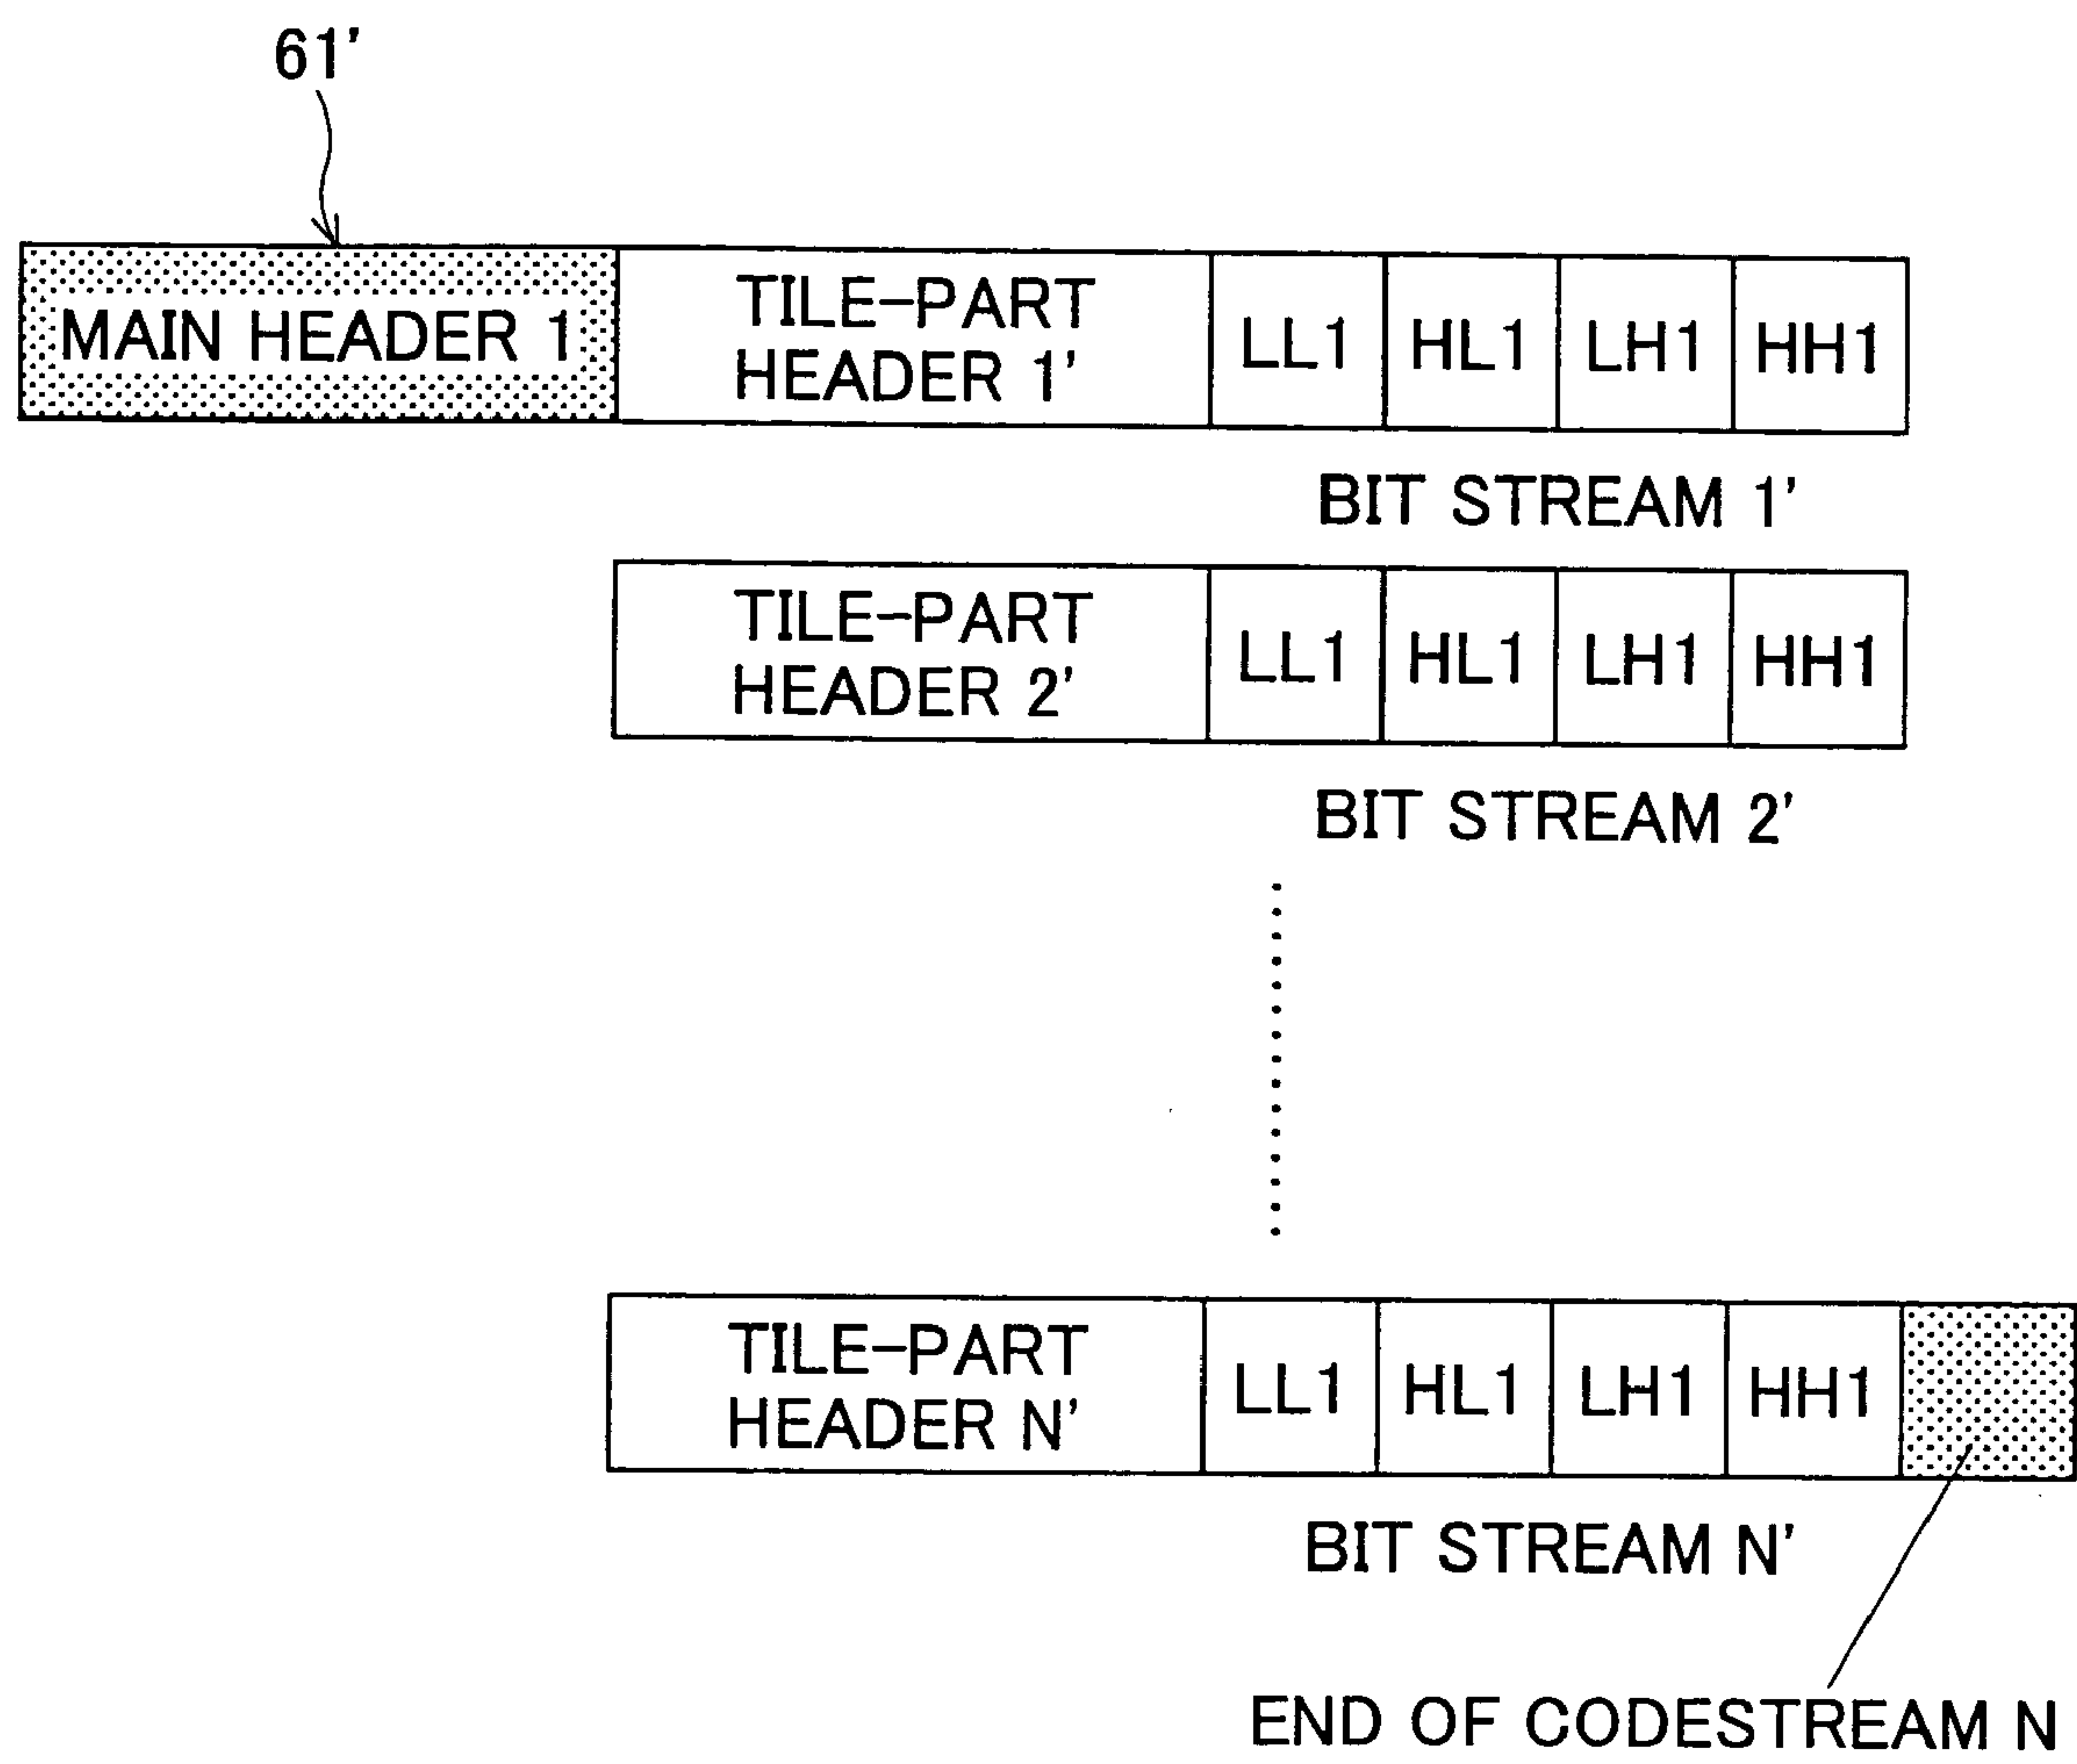 61'
MAIN HEADER 1
TILE-PART
HEADER 1'
LL1 HL1 LH1 HH1
BIT STREAM 1'
TILE-PART
HEADER 2'
LL1 HL1 LH1 HH1
BIT STREAM 2'
TILE-PART
HEADER N'
LL1 HL1 LH1 HH1
BIT STREAM N'
END OF CODESTREAM N